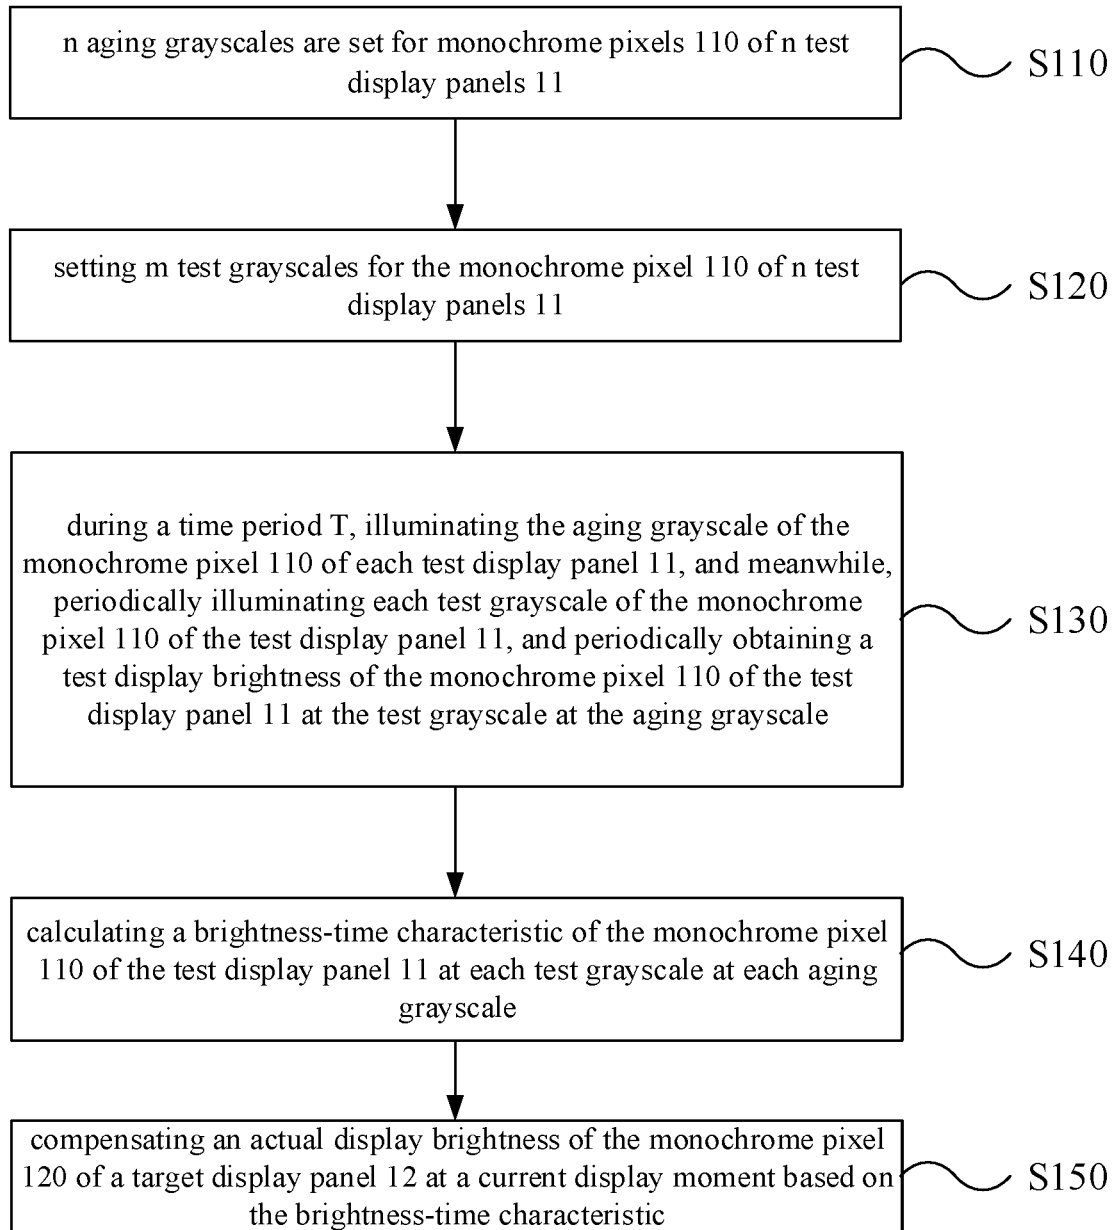 n aging grayscales are set for monochrome pixels 110 of n test
display panels 11
S110
setting m test grayscales for the monochrome pixel 110 of n test
display panels 11
S120
during a time period T, illuminating the aging grayscale of the
monochrome pixel 110 of each test display panel 11, and meanwhile,
periodically illuminating each test grayscale of the monochrome
pixel 110 of the test display panel 11, and periodically obtaining a
test display brightness of the monochrome pixel 110 of the test
display panel 11 at the test grayscale at the aging grayscale
S130
calculating a brightness-time characteristic of the monochrome pixel
110 of the test display panel 11 at each test grayscale at each aging
grayscale
S140
compensating an actual display brightness of the monochrome pixel
120 of a target display panel 12 at a current display moment based on
the brightness-time characteristic
S150